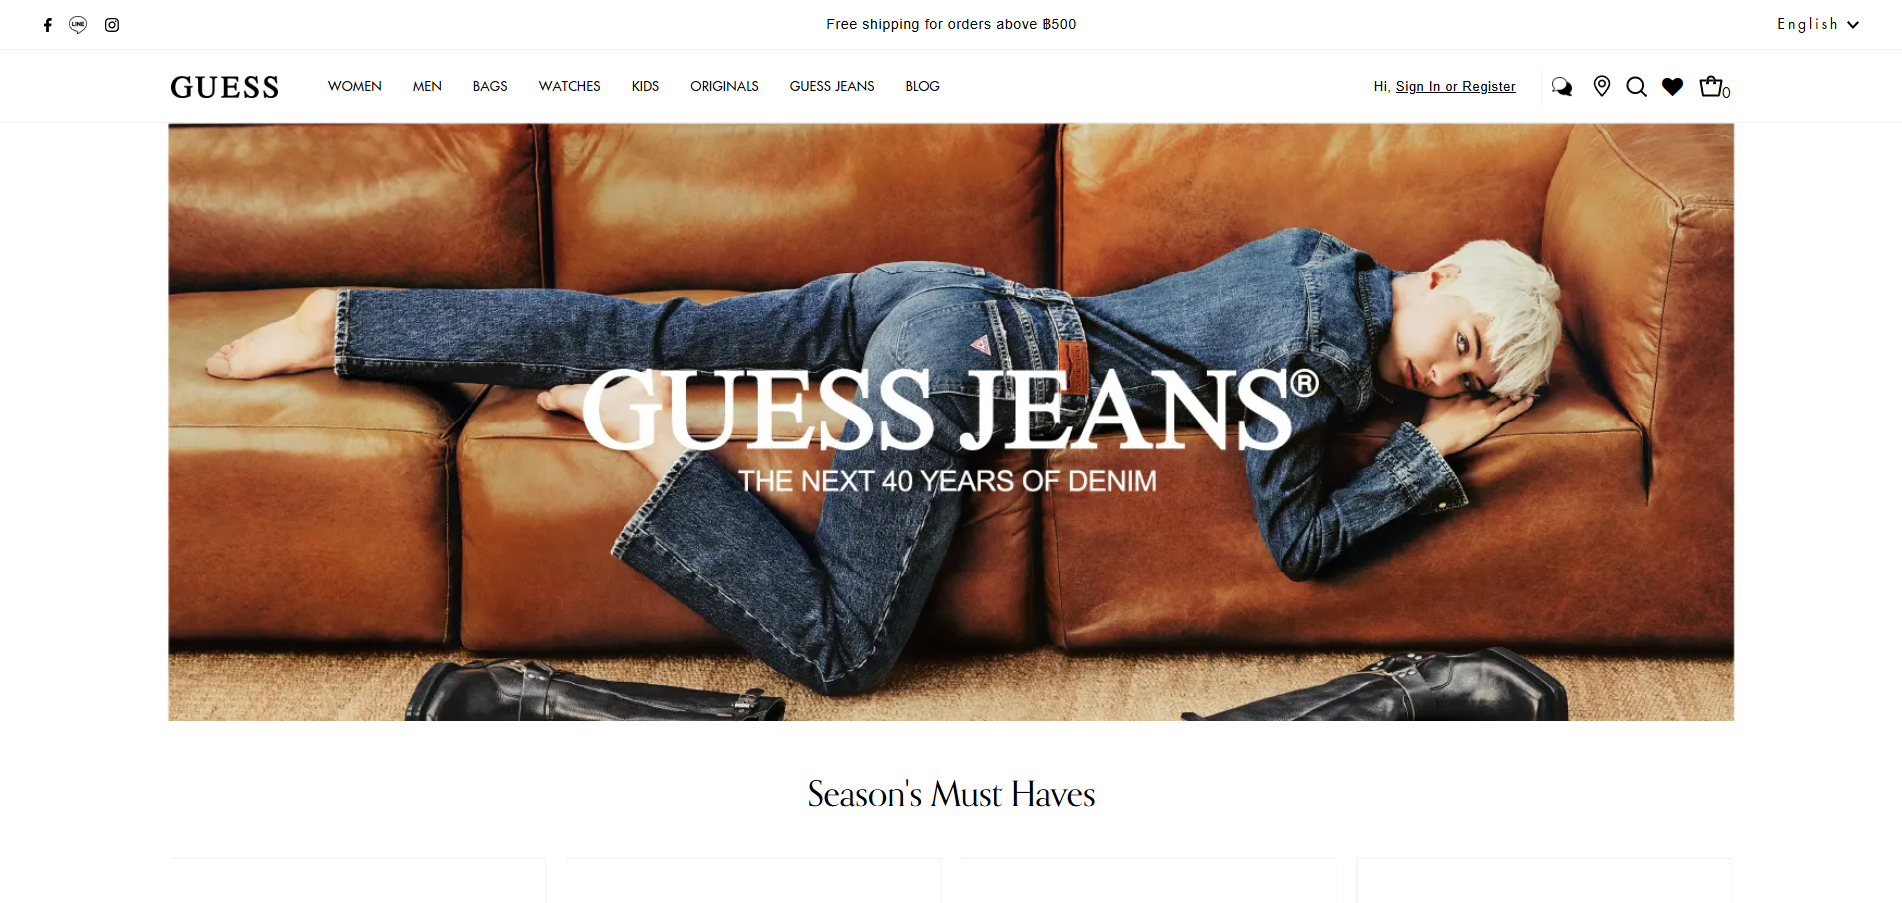 LINE
Free shipping for orders above ฿500
English
GUESS
WOMEN MEN BAGS WATCHES KIDS ORIGINALS GUESS JEANS BLOG
Hi, Sign In or Register
0
GUESS JEANS®
THE NEXT 40 YEARS OF DENIM
Season's Must Haves